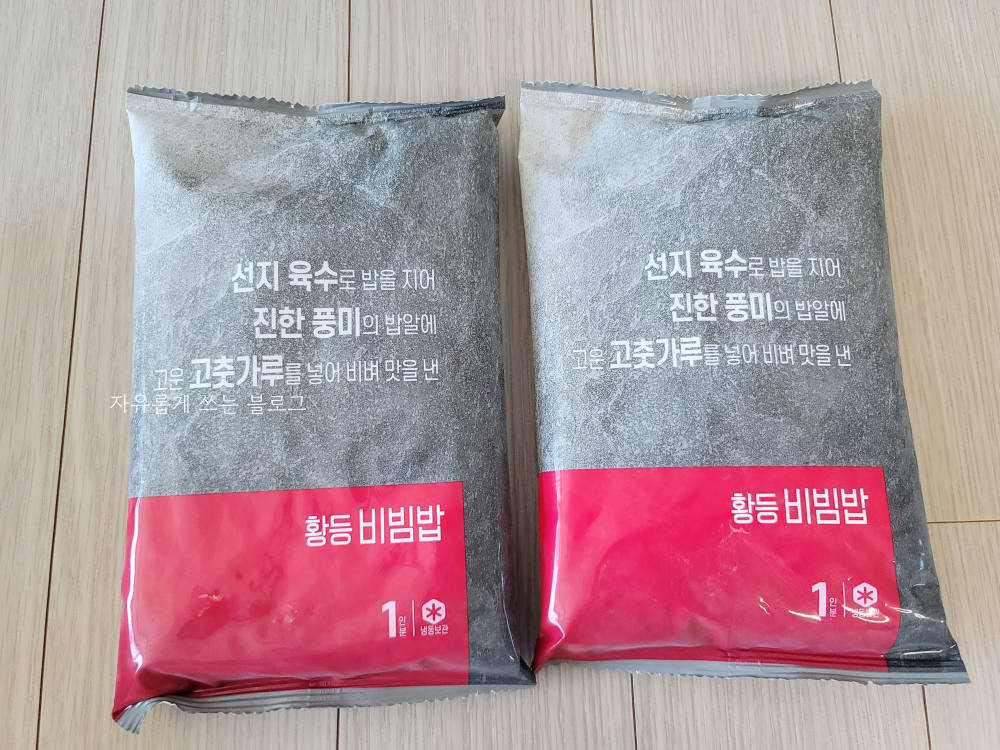 선지 육수로 밥을 지어
진한 풍미의 밥알에
고운 고춧가루를 넣어 비벼 맛을 낸
자유롭게 쓰는 블로그
황등 비빔밥
1인분
냉동보관
선지 육수로 밥을 지어
진한 풍미의 밥알에
고운 고춧가루를 넣어 비벼 맛을 낸
황등 비빔밥
1인분
냉동보관